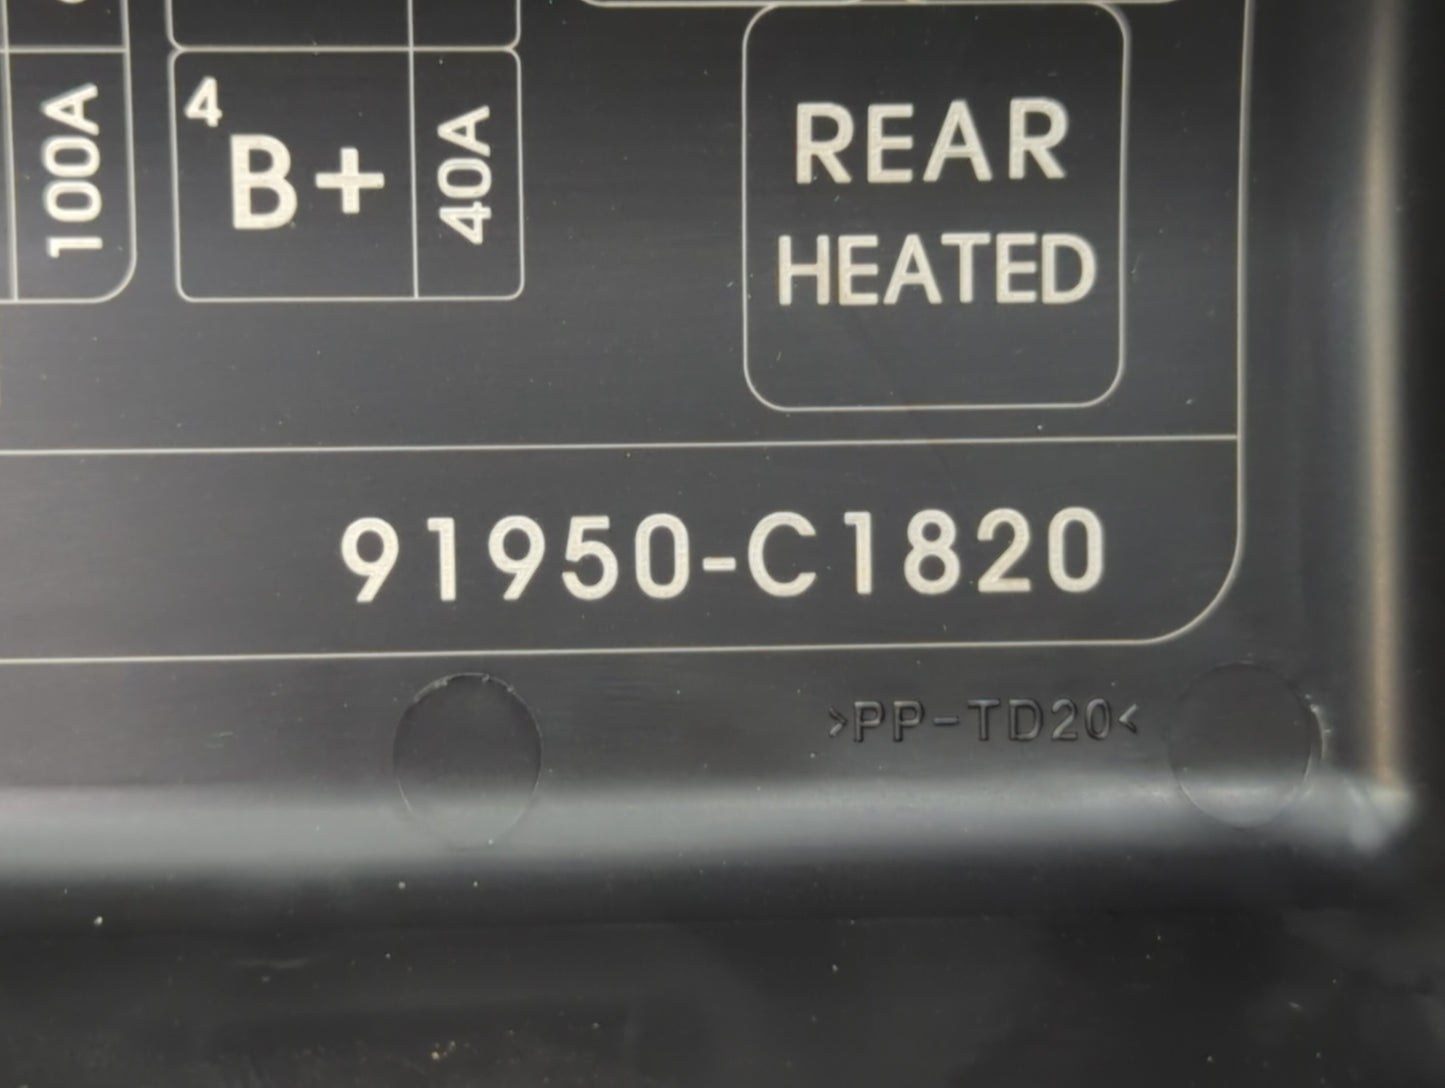 100A
4
B+
40A
REAR
HEATED
91950-C1820
>PP-TD20<